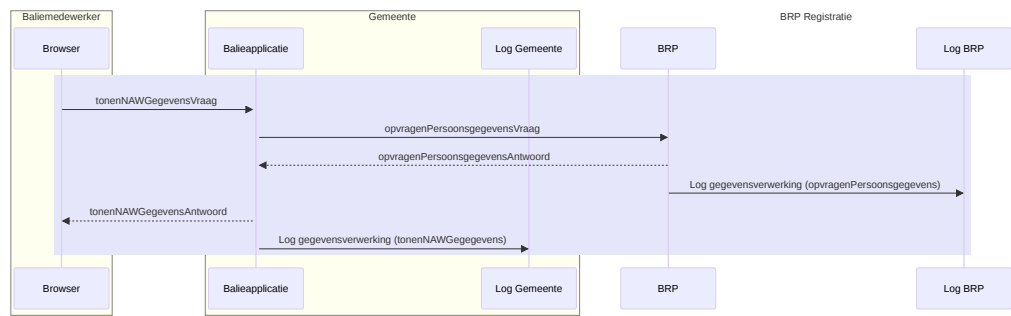 Baliemedewerker
Gemeente
BRP Registratie
Browser
Balieapplicatie
Log Gemeente
BRP
Log BRP
tonenNAWGegevensVraag
opvragenPersoonsgegevensVraag
opvragenPersoonsgegevensAntwoord
Log gegevensverwerking (opvragenPersoonsgegevens)
tonenNAWGegevensAntwoord
Log gegevensverwerking (tonenNAWGegegevens)
Browser
Balieapplicatie
Log Gemeente
BRP
Log BRP